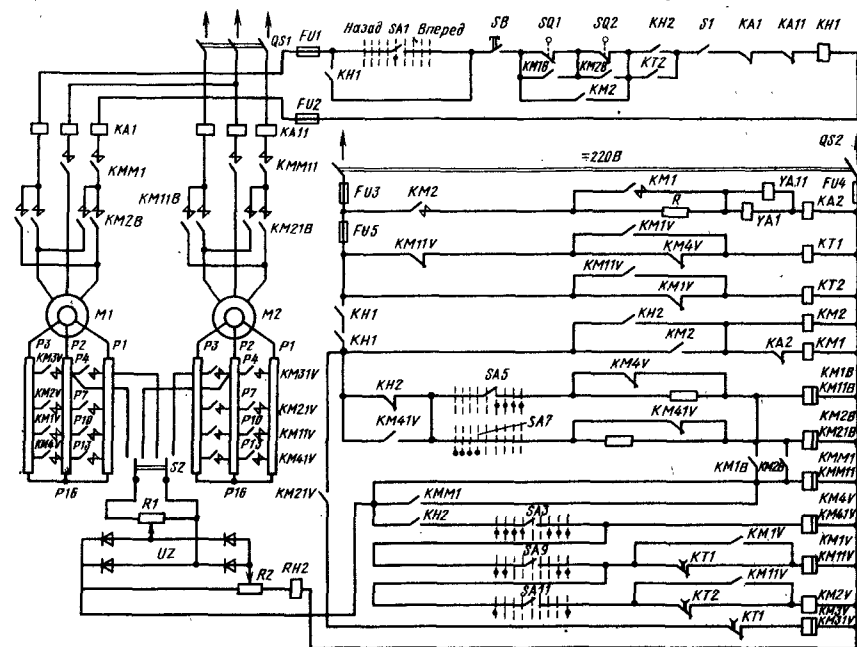 Назад SA1 Вперед
SB SQ1 SQ2 KH2 S1 KA1 KA11 KH1
QS1 FU1
KH1
KM1B KM2B KT2
KM2
FU2
KA1 KA11
QS2
=220В
KMM1 KMM11
FU3 KM2 KM1 YA11 FU4
R YA1 KA2
KM2B KM11B KM21B
FU5 KM11V KM1V KM4V KT1
KM11V
KM1V KT2
M1 M2
KH1 KH2 KM2
KH1 KM2 KA2 KM1
P3 P2 P1 P3 P2 P1
KM3V P4 P4 KM31V
KM2V P7 P7 KM21V
KM1V P10 P10 KM11V
KM4V P13 P13 KM41V
P16 P16
KH2 SA5 KM4V KM1B
KM11B
KM41V SA7 KM41V KM2B
KM21B
KM1B KM2B KMM1
KMM11
S2 KM21V KMM1
KH2 SA3 KM4V
KM41V
R1
KM1V KM1V
UZ SA9 KT1 KM11V
R2 RH2 KM11V
SA11 KT2 KM2V
KM3V
KT1 KM31V